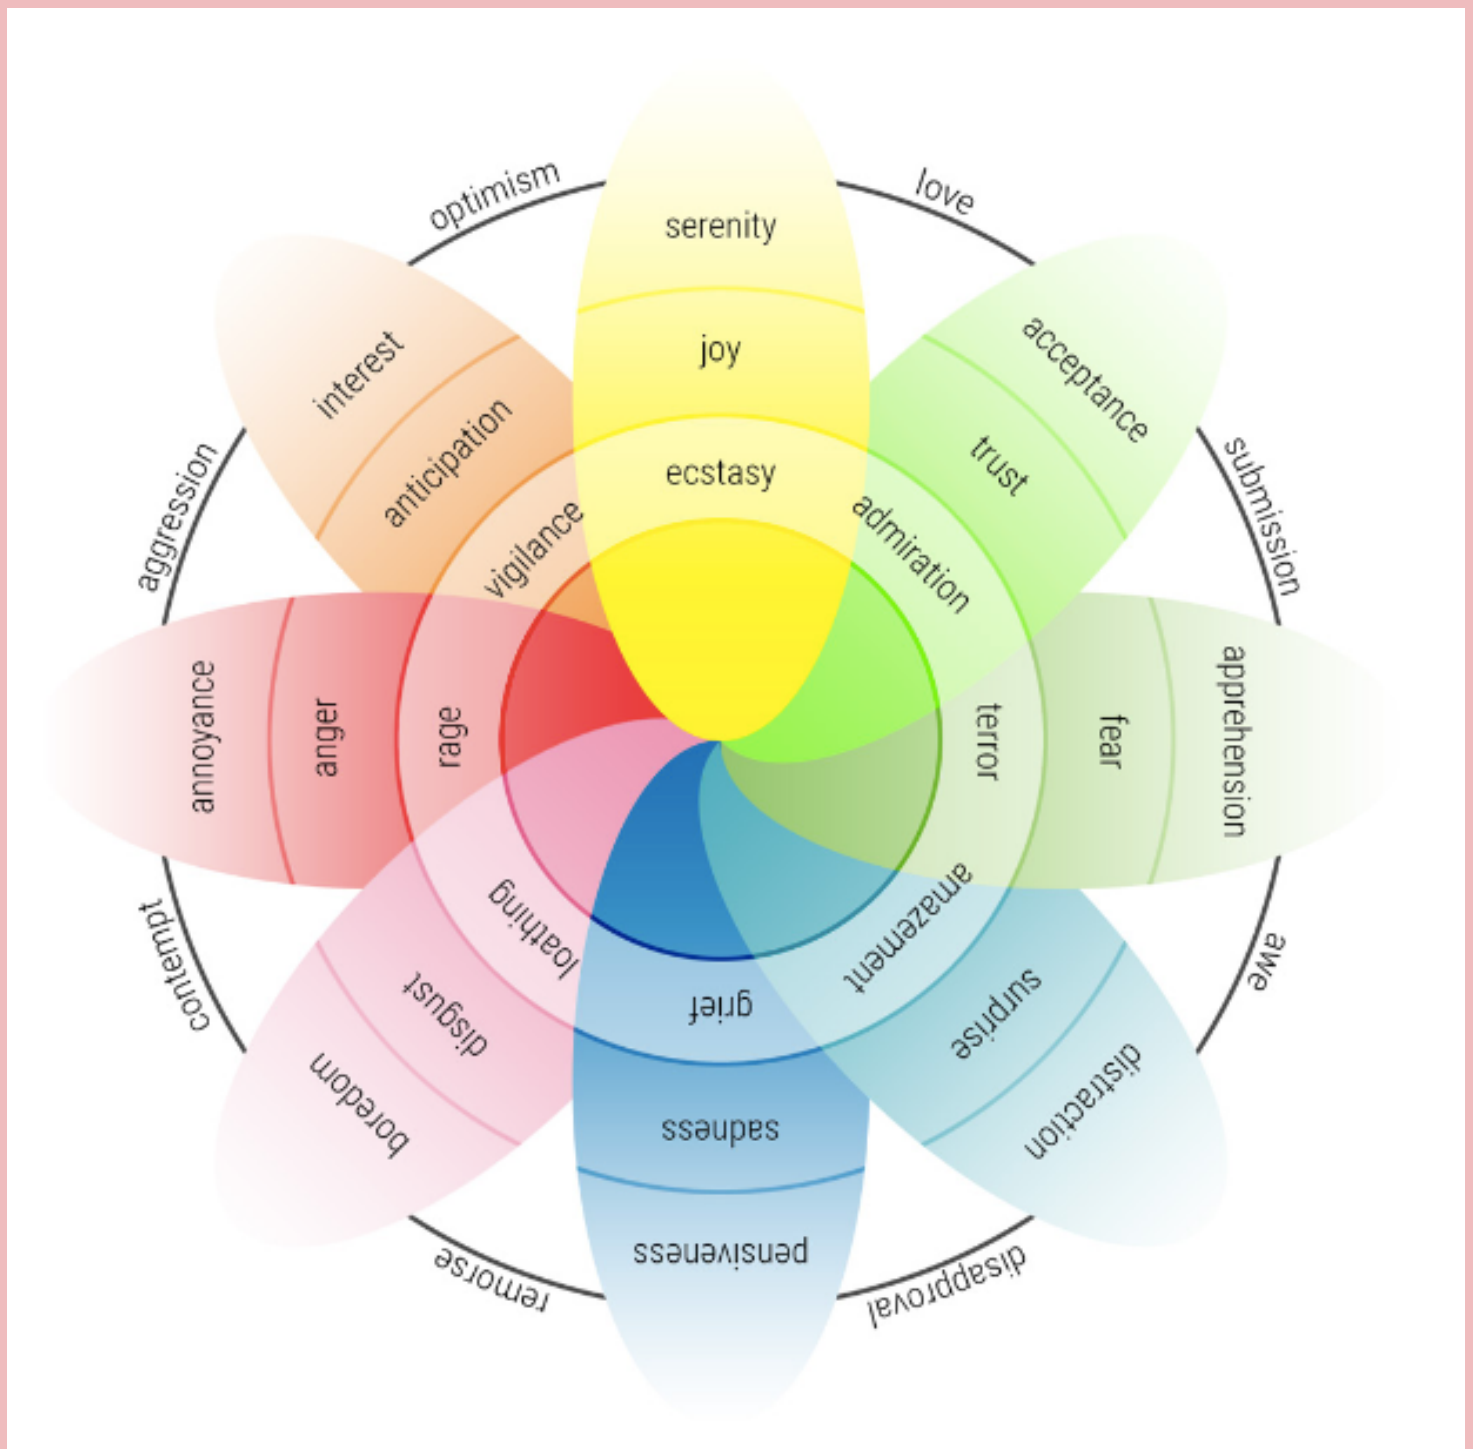 optimism
love
serenity
joy
ecstasy
interest
anticipation
vigilance
acceptance
trust
admiration
aggression
submission
annoyance
anger
rage
terror
fear
apprehension
contempt
awe
loathing
disgust
boredom
grief
sadness
pensiveness
amazement
surprise
distraction
remorse
disapproval